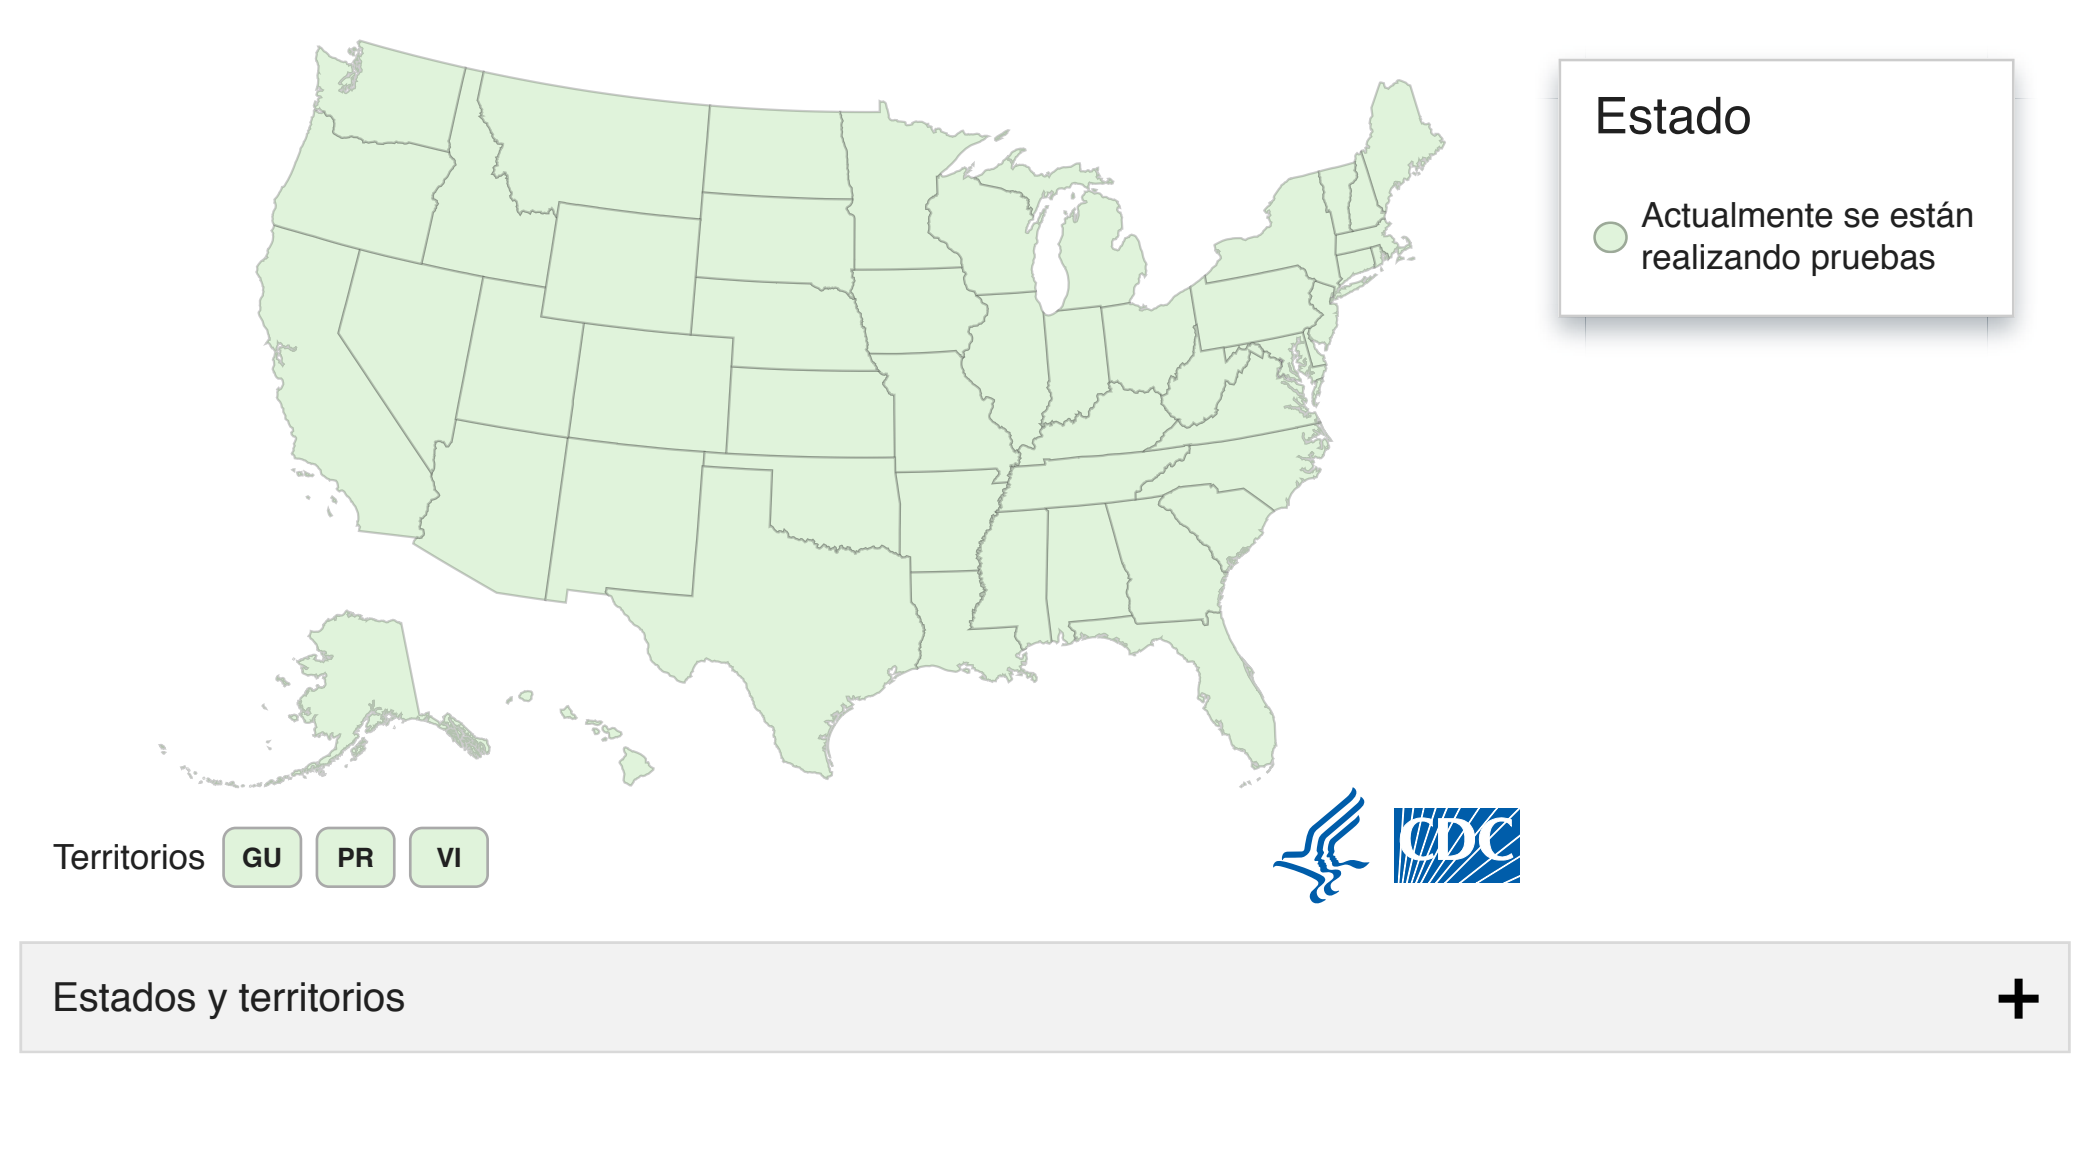 Estado
Actualmente se están
realizando pruebas
Territorios GU PR VI
CDC
Estados y territorios +